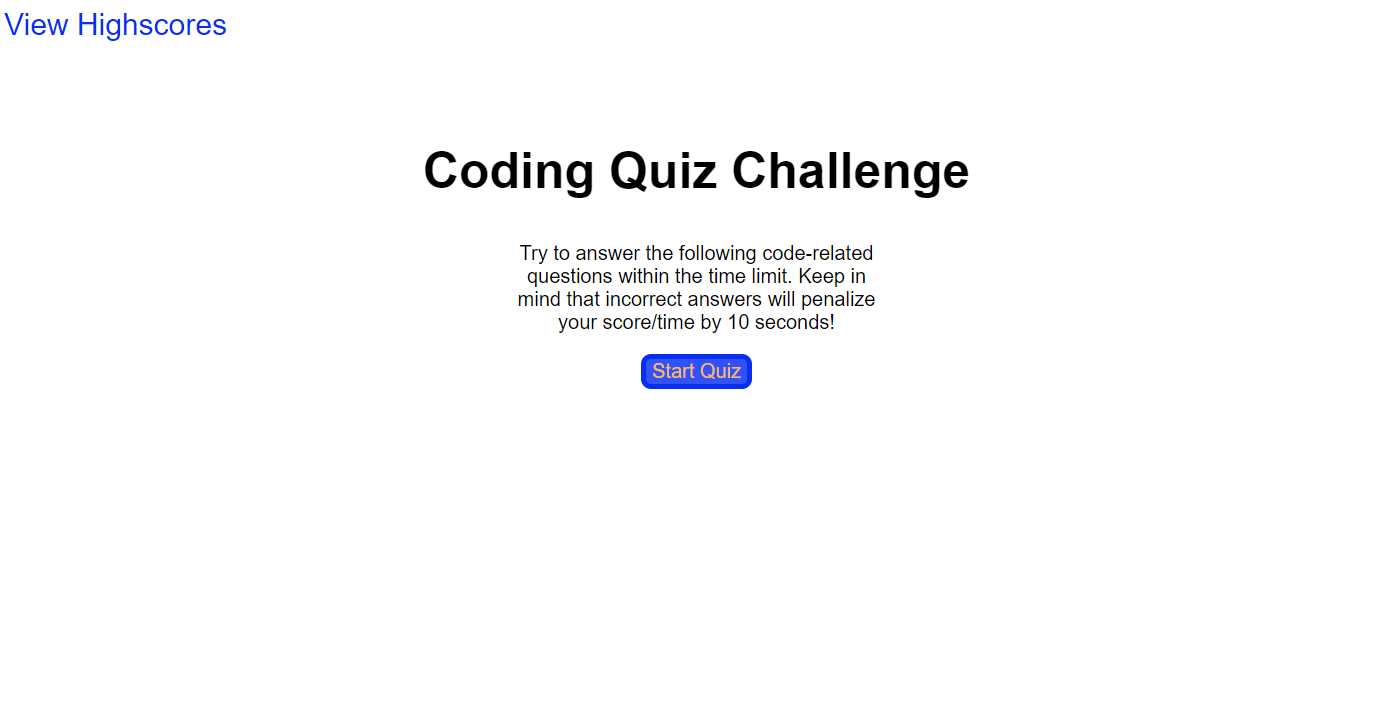 View Highscores
Coding Quiz Challenge
Try to answer the following code-related
questions within the time limit. Keep in
mind that incorrect answers will penalize
your score/time by 10 seconds!
Start Quiz